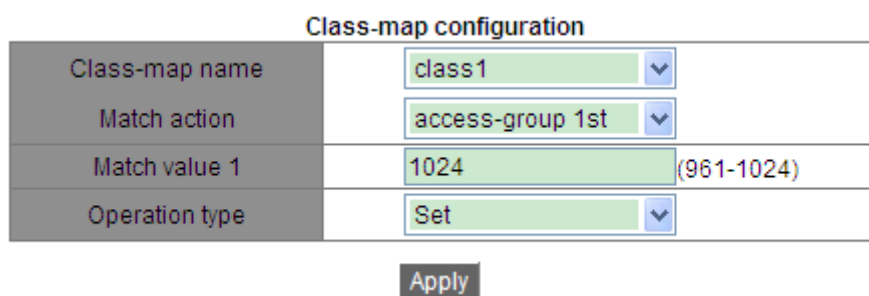 Class-map configuration
Class-map name class1
Match action access-group 1st
Match value 1 1024 (961-1024)
Operation type Set
Apply